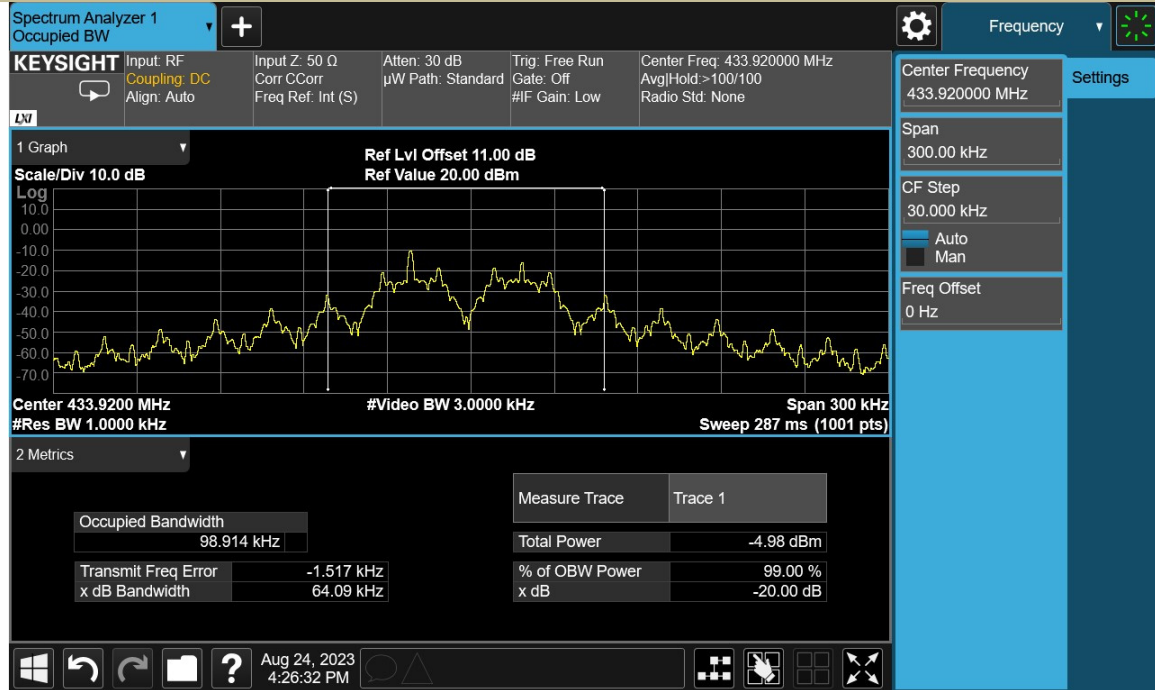 Spectrum Analyzer 1
Occupied BW
+
Frequency
KEYSIGHT
LXI
Input: RF
Coupling: DC
Align: Auto
Input Z: 50 Ω
Corr CCorr
Freq Ref: Int (S)
Atten: 30 dB
µW Path: Standard
Trig: Free Run
Gate: Off
#IF Gain: Low
Center Freq: 433.920000 MHz
Avg|Hold:>100/100
Radio Std: None
Center Frequency
433.920000 MHz
Settings
Span
300.00 kHz
CF Step
30.000 kHz
Auto
Man
Freq Offset
0 Hz
1 Graph
Scale/Div 10.0 dB
Ref Lvl Offset 11.00 dB
Ref Value 20.00 dBm
Log
10.0
0.00
-10.0
-20.0
-30.0
-40.0
-50.0
-60.0
-70.0
Center 433.9200 MHz
#Video BW 3.0000 kHz
Span 300 kHz
#Res BW 1.0000 kHz
Sweep 287 ms (1001 pts)
2 Metrics
Measure Trace Trace 1
Occupied Bandwidth
98.914 kHz
Total Power -4.98 dBm
Transmit Freq Error -1.517 kHz
% of OBW Power 99.00 %
x dB Bandwidth 64.09 kHz
x dB -20.00 dB
?
Aug 24, 2023
4:26:32 PM